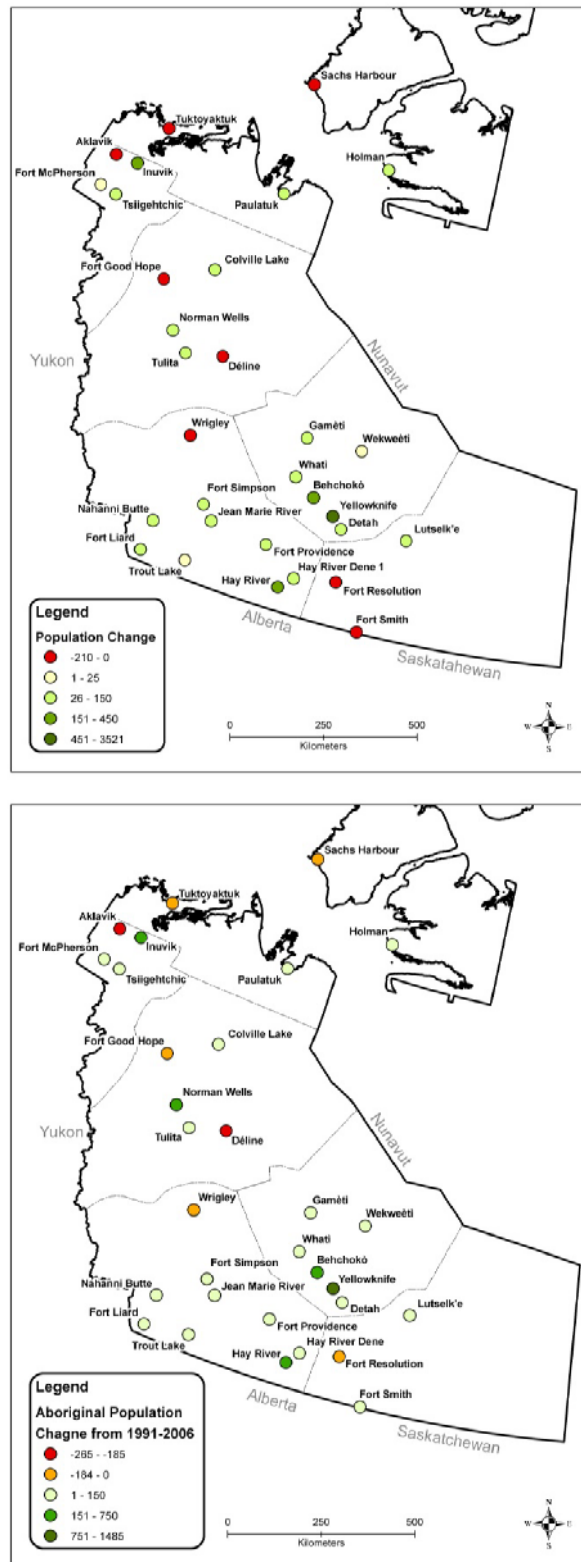 Sachs Harbour
Tuktoyaktuk
Aklavik
Inuvik
Holman
Fort McPherson
Tsiigehtchic
Paulatuk
Colville Lake
Fort Good Hope
Norman Wells
Nunavut
Yukon
Tulita
Déline
Wrigley
Gamèti
Wekweèti
Whatì
Fort Simpson
Behchokò
Nahanni Butte
Jean Marie River
Yellowknife
Detah
Lutselk'e
Fort Liard
Fort Providence
Trout Lake
Hay River Dene 1
Hay River
Fort Resolution
Alberta
Fort Smith
Saskatahewan
Legend
Population Change
-210 - 0
1 - 25
26 - 150
151 - 450
451 - 3521
0 250 500
Kilometers
N
W E
S
Sachs Harbour
Tuktoyaktuk
Aklavik
Inuvik
Holman
Fort McPherson
Tsiigehtchic
Paulatuk
Colville Lake
Fort Good Hope
Norman Wells
Nunavut
Yukon
Tulita
Déline
Wrigley
Gamèti
Wekweèti
Whatì
Fort Simpson
Behchokò
Nahanni Butte
Jean Marie River
Yellowknife
Detah
Lutselk'e
Fort Liard
Fort Providence
Trout Lake
Hay River Dene
Hay River
Fort Resolution
Alberta
Fort Smith
Saskatchewan
Legend
Aboriginal Population
Chagne from 1991-2006
-265 - -185
-184 - 0
1 - 150
151 - 750
751 - 1485
0 250 500
Kilometers
N
W E
S